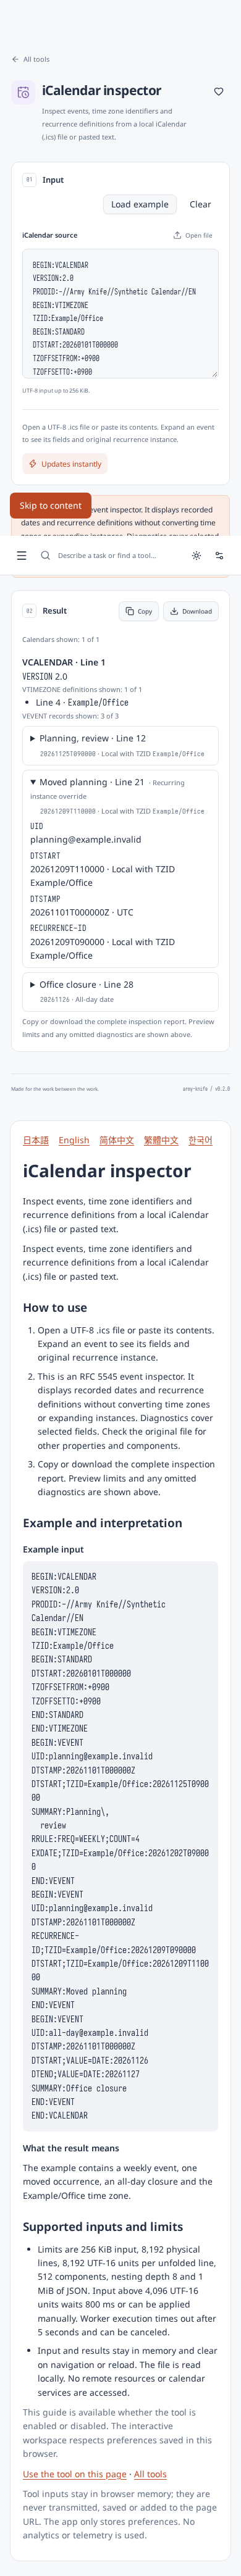 All tools
iCalendar inspector
Inspect events, time zone identifiers and
recurrence definitions from a local iCalendar
(.ics) file or pasted text.
01 Input
Load example Clear
iCalendar source Open file
BEGIN:VCALENDAR
VERSION:2.0
PRODID:-//Army Knife//Synthetic Calendar//EN
BEGIN:VTIMEZONE
TZID:Example/Office
BEGIN:STANDARD
DTSTART:20260101T000000
TZOFFSETFROM:+0900
TZOFFSETTO:+0900
UTF-8 input up to 256 KiB.
Open a UTF-8 .ics file or paste its contents. Expand an event
to see its fields and original recurrence instance.
Updates instantly
Skip to content
event inspector. It displays recorded
dates and recurrence definitions without converting time
Describe a task or find a tool...
02 Result Copy Download
Calendars shown: 1 of 1
VCALENDAR · Line 1
VERSION 2.0
VTIMEZONE definitions shown: 1 of 1
• Line 4 · Example/Office
VEVENT records shown: 3 of 3
▶ Planning, review · Line 12
20261125T090000 · Local with TZID Example/Office
▼ Moved planning · Line 21 · Recurring
instance override
20261209T110000 · Local with TZID Example/Office
UID
planning@example.invalid
DTSTART
20261209T110000 · Local with TZID
Example/Office
DTSTAMP
20261101T000000Z · UTC
RECURRENCE-ID
20261209T090000 · Local with TZID
Example/Office
▶ Office closure · Line 28
20261126 · All-day date
Copy or download the complete inspection report. Preview
limits and any omitted diagnostics are shown above.
Made for the work between the work. army-knife / v0.2.0
日本語 English 简体中文 繁體中文 한국어
iCalendar inspector
Inspect events, time zone identifiers and
recurrence definitions from a local iCalendar
(.ics) file or pasted text.
Inspect events, time zone identifiers and
recurrence definitions from a local iCalendar
(.ics) file or pasted text.
How to use
1. Open a UTF-8 .ics file or paste its contents.
Expand an event to see its fields and
original recurrence instance.
2. This is an RFC 5545 event inspector. It
displays recorded dates and recurrence
definitions without converting time zones
or expanding instances. Diagnostics cover
selected fields. Check the original file for
other properties and components.
3. Copy or download the complete inspection
report. Preview limits and any omitted
diagnostics are shown above.
Example and interpretation
Example input
BEGIN:VCALENDAR
VERSION:2.0
PRODID:-//Army Knife//Synthetic
Calendar//EN
BEGIN:VTIMEZONE
TZID:Example/Office
BEGIN:STANDARD
DTSTART:20260101T000000
TZOFFSETFROM:+0900
TZOFFSETTO:+0900
END:STANDARD
END:VTIMEZONE
BEGIN:VEVENT
UID:planning@example.invalid
DTSTAMP:20261101T000000Z
DTSTART;TZID=Example/Office:20261125T0900
00
SUMMARY:Planning\,
review
RRULE:FREQ=WEEKLY;COUNT=4
EXDATE;TZID=Example/Office:20261202T09000
0
END:VEVENT
BEGIN:VEVENT
UID:planning@example.invalid
DTSTAMP:20261101T000000Z
RECURRENCE-
ID;TZID=Example/Office:20261209T090000
DTSTART;TZID=Example/Office:20261209T1100
00
SUMMARY:Moved planning
END:VEVENT
BEGIN:VEVENT
UID:all-day@example.invalid
DTSTAMP:20261101T000000Z
DTSTART;VALUE=DATE:20261126
DTEND;VALUE=DATE:20261127
SUMMARY:Office closure
END:VEVENT
END:VCALENDAR
What the result means
The example contains a weekly event, one
moved occurrence, an all-day closure and the
Example/Office time zone.
Supported inputs and limits
• Limits are 256 KiB input, 8,192 physical
lines, 8,192 UTF-16 units per unfolded line,
512 components, nesting depth 8 and 1
MiB of JSON. Input above 4,096 UTF-16
units waits 800 ms or can be applied
manually. Worker execution times out after
5 seconds and can be canceled.
• Input and results stay in memory and clear
on navigation or reload. The file is read
locally. No remote resources or calendar
services are accessed.
This guide is available whether the tool is
enabled or disabled. The interactive
workspace respects preferences saved in this
browser.
Use the tool on this page · All tools
Tool inputs stay in browser memory; they are
never transmitted, saved or added to the page
URL. The app only stores preferences. No
analytics or telemetry is used.